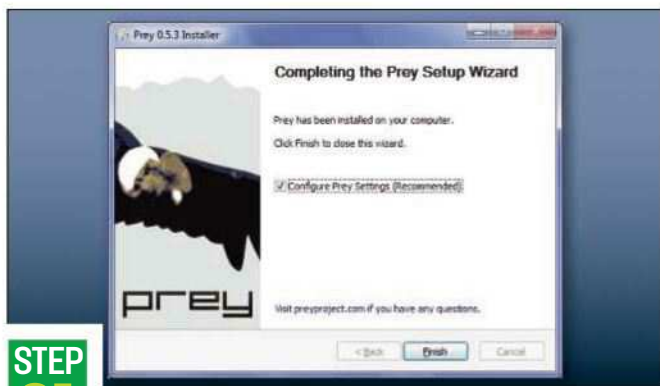 Prey 0.5.3 Installer
Completing the Prey Setup Wizard
Prey has been installed on your computer.
Click Finish to close this wizard.
Configure Prey Settings (Recommended)
prey
Visit preyproject.com if you have any questions.
< Back Finish Cancel
STEP